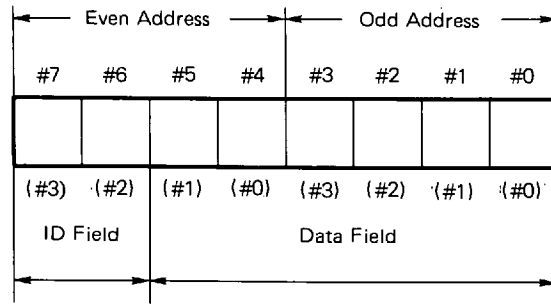 Even Address Odd Address
#7 #6 #5 #4 #3 #2 #1 #0
(#3) (#2) (#1) (#0) (#3) (#2) (#1) (#0)
ID Field Data Field